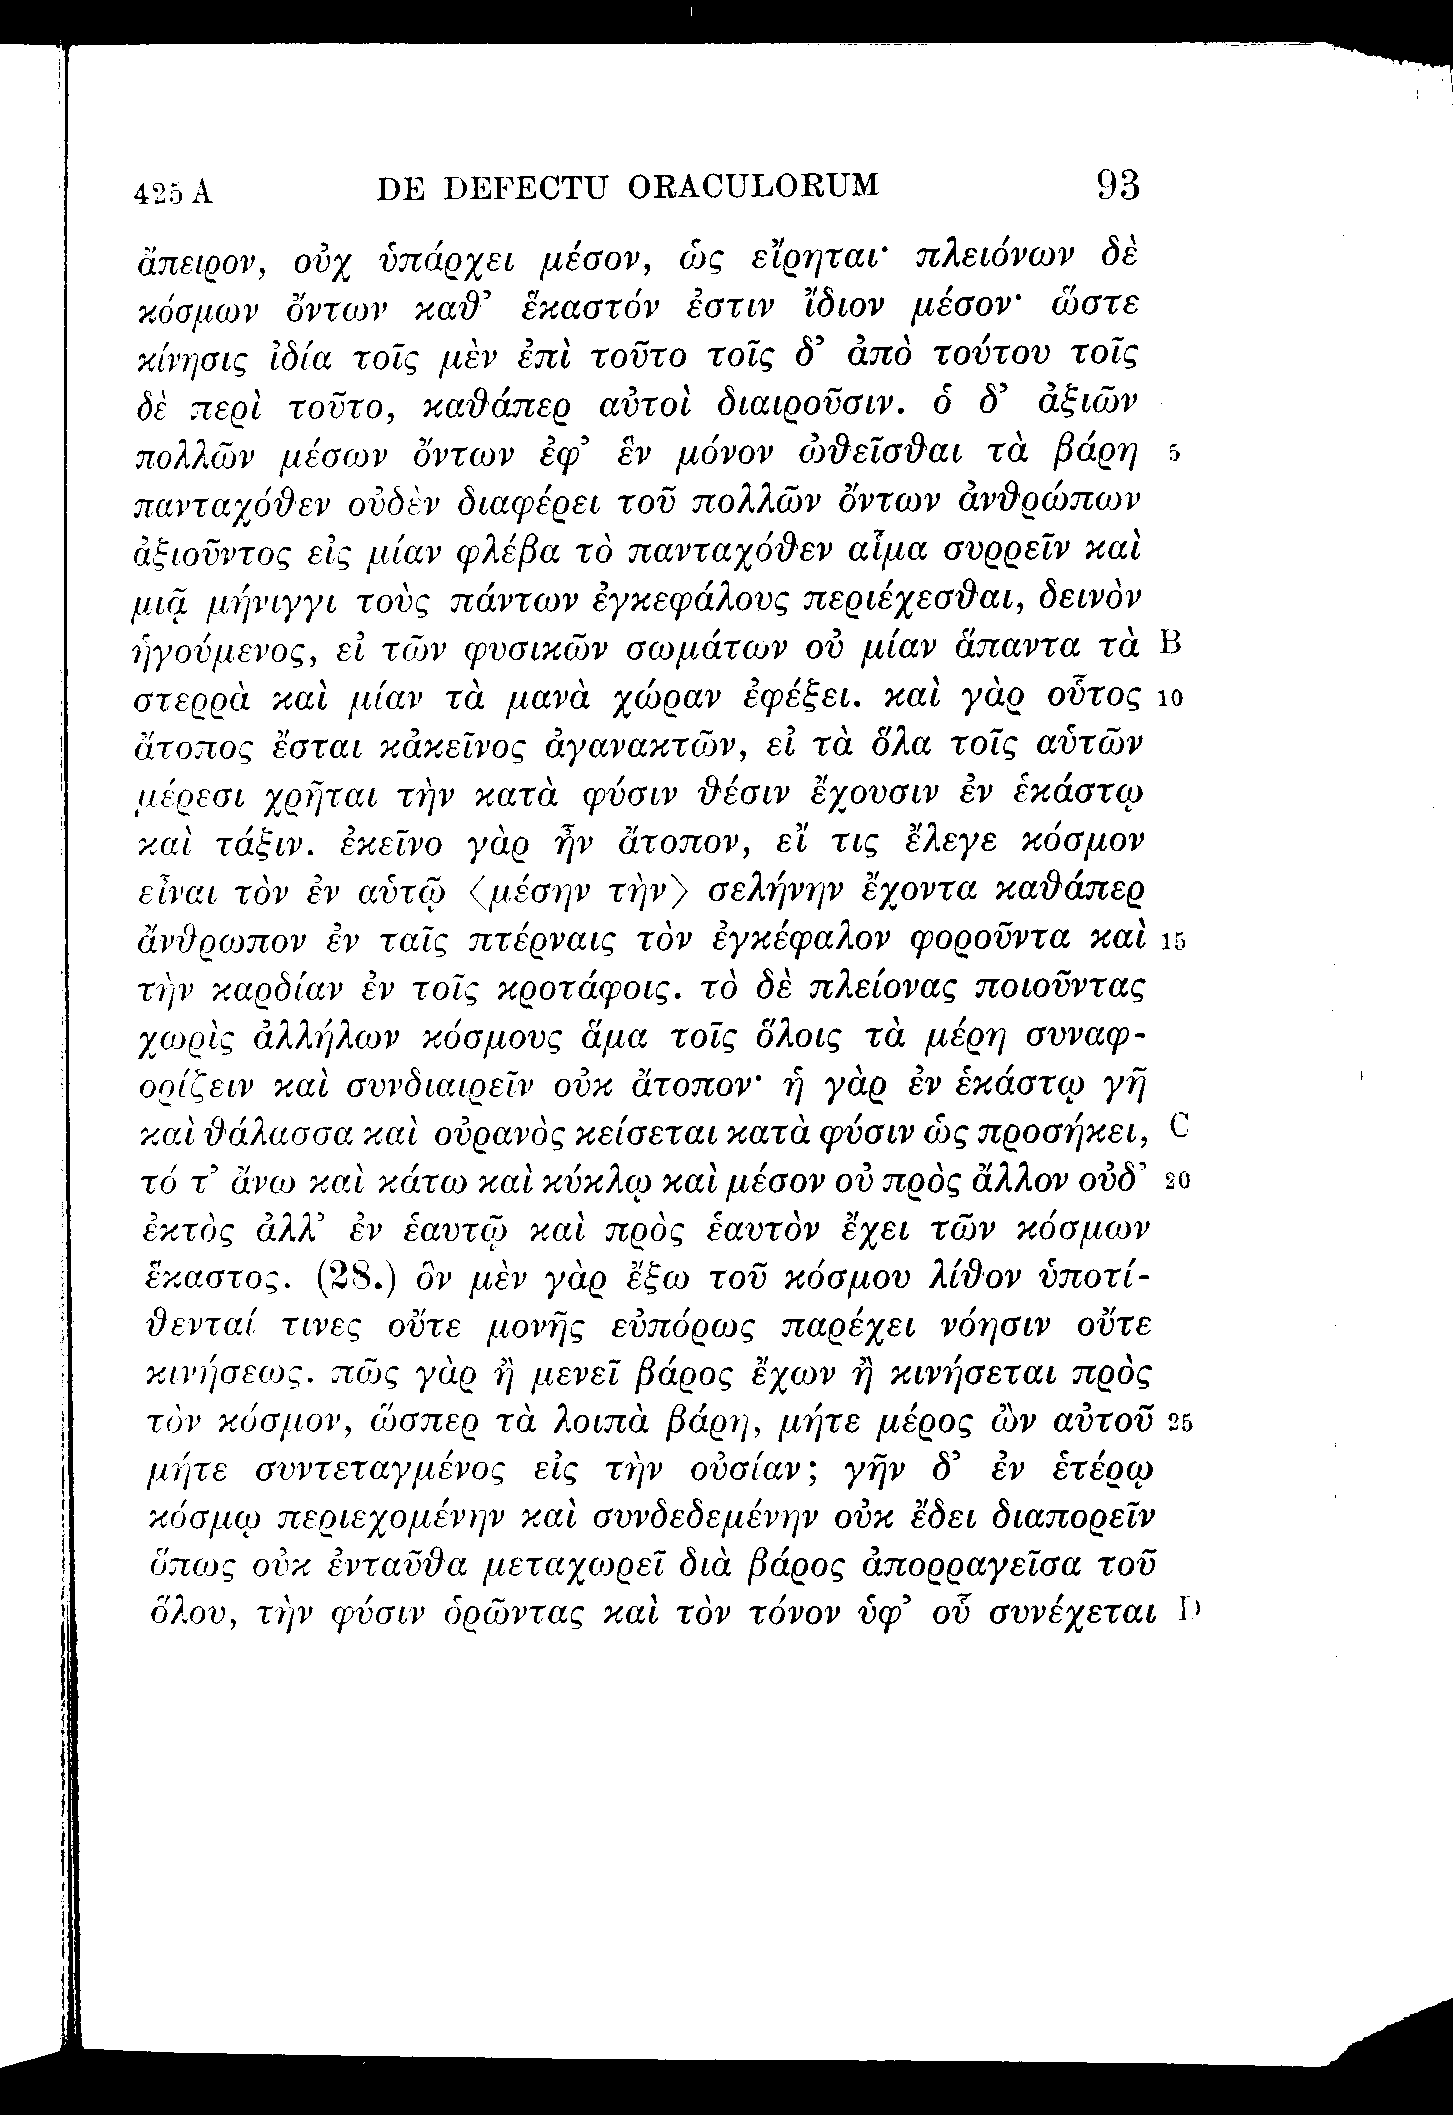 425 A DE DEFECTU ORACULORUM 93
ἄπειρον, οὐχ ὑπάρχει μέσον, ὡς εἴρηται· πλειόνων δὲ
κόσμων ὄντων καθ’ ἕκαστόν ἐστιν ἴδιον μέσον· ὥστε
κίνησις ἰδία τοῖς μὲν ἐπὶ τοῦτο τοῖς δ’ ἀπὸ τούτου τοῖς
δὲ περὶ τοῦτο, καθάπερ αὐτοὶ διαιροῦσιν. ὁ δ’ ἀξιῶν
πολλῶν μέσων ὄντων ἐφ’ ἓν μόνον ὠθεῖσθαι τὰ βάρη 5
πανταχόθεν οὐδὲν διαφέρει τοῦ πολλῶν ὄντων ἀνθρώπων
ἀξιοῦντος εἰς μίαν φλέβα τὸ πανταχόθεν αἷμα συρρεῖν καὶ
μιᾷ μήνιγγι τοὺς πάντων ἐγκεφάλους περιέχεσθαι, δεινὸν
ἡγούμενος, εἰ τῶν φυσικῶν σωμάτων οὐ μίαν ἅπαντα τὰ B
στερρὰ καὶ μίαν τὰ μανὰ χώραν ἐφέξει. καὶ γὰρ οὗτος 10
ἄτοπος ἔσται κἀκεῖνος ἀγανακτῶν, εἰ τὰ ὅλα τοῖς αὑτῶν
μέρεσι χρῆται τὴν κατὰ φύσιν θέσιν ἔχουσιν ἐν ἑκάστῳ
καὶ τάξιν. ἐκεῖνο γὰρ ἦν ἄτοπον, εἴ τις ἔλεγε κόσμον
εἶναι τὸν ἐν αὑτῷ ⟨μέσην τὴν⟩ σελήνην ἔχοντα καθάπερ
ἄνθρωπον ἐν ταῖς πτέρναις τὸν ἐγκέφαλον φοροῦντα καὶ 15
τὴν καρδίαν ἐν τοῖς κροτάφοις. τὸ δὲ πλείονας ποιοῦντας
χωρὶς ἀλλήλων κόσμους ἅμα τοῖς ὅλοις τὰ μέρη συναφ-
ορίζειν καὶ συνδιαιρεῖν οὐκ ἄτοπον· ἡ γὰρ ἐν ἑκάστῳ γῆ
καὶ θάλασσα καὶ οὐρανὸς κείσεται κατὰ φύσιν ὡς προσήκει, C
τό τ’ ἄνω καὶ κάτω καὶ κύκλῳ καὶ μέσον οὐ πρὸς ἄλλον οὐδ’ 20
ἐκτὸς ἀλλ’ ἐν ἑαυτῷ καὶ πρὸς ἑαυτὸν ἔχει τῶν κόσμων
ἕκαστος. (28.) ὃν μὲν γὰρ ἔξω τοῦ κόσμου λίθον ὑποτί-
θενταί τινες οὔτε μονῆς εὐπόρως παρέχει νόησιν οὔτε
κινήσεως. πῶς γὰρ ἢ μενεῖ βάρος ἔχων ἢ κινήσεται πρὸς
τὸν κόσμον, ὥσπερ τὰ λοιπὰ βάρη, μήτε μέρος ὢν αὐτοῦ 25
μήτε συντεταγμένος εἰς τὴν οὐσίαν; γῆν δ’ ἐν ἑτέρῳ
κόσμῳ περιεχομένην καὶ συνδεδεμένην οὐκ ἔδει διαπορεῖν
ὅπως οὐκ ἐνταῦθα μεταχωρεῖ διὰ βάρος ἀπορραγεῖσα τοῦ
ὅλου, τὴν φύσιν ὁρῶντας καὶ τὸν τόνον ὑφ’ οὗ συνέχεται D